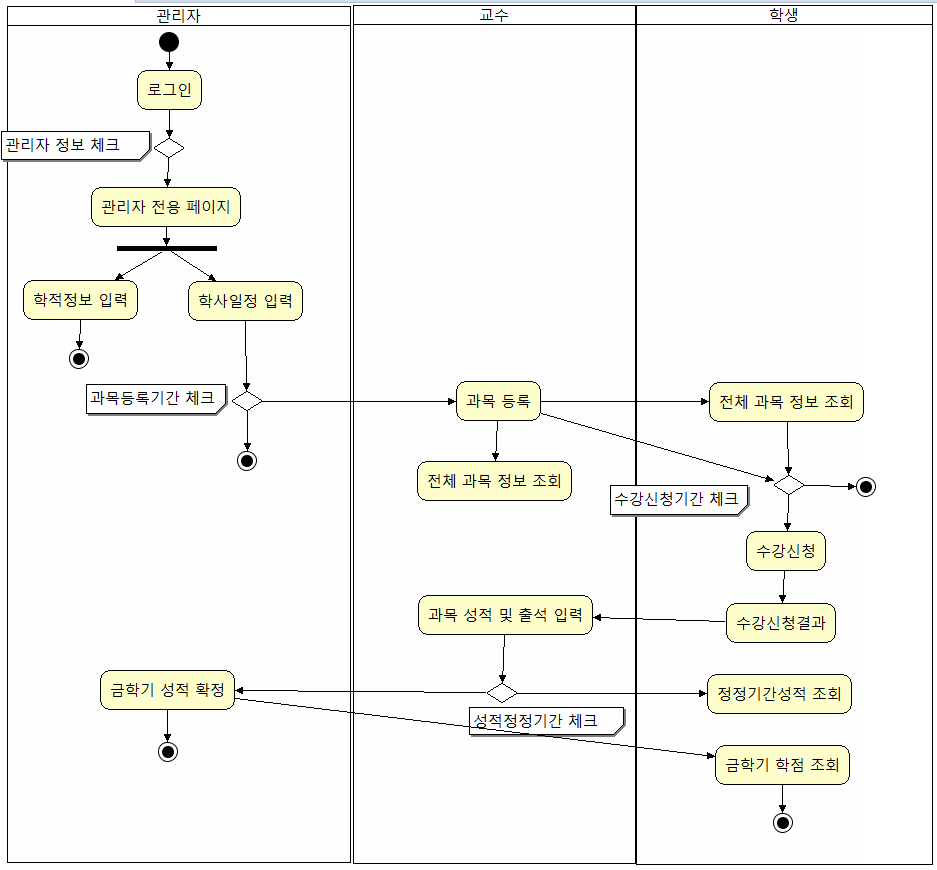 관리자
교수
학생
로그인
관리자 정보 체크
관리자 전용 페이지
학적정보 입력
학사일정 입력
과목등록기간 체크
과목 등록
전체 과목 정보 조회
전체 과목 정보 조회
수강신청기간 체크
수강신청
과목 성적 및 출석 입력
수강신청결과
금학기 성적 확정
정정기간성적 조회
성적정정기간 체크
금학기 학점 조회